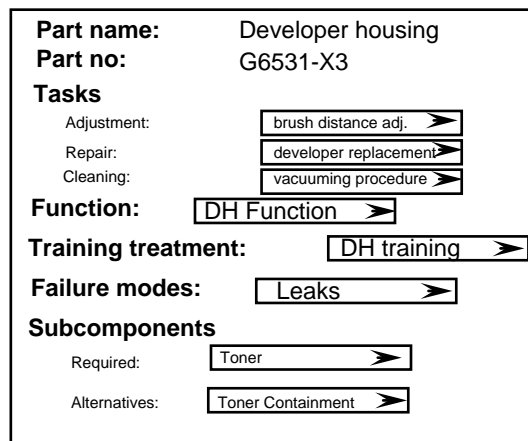 Part name: Developer housing
Part no: G6531-X3
Tasks
Adjustment: brush distance adj.
Repair: developer replacement
Cleaning: vacuuming procedure
Function: DH Function
Training treatment: DH training
Failure modes: Leaks
Subcomponents
Required: Toner
Alternatives: Toner Containment